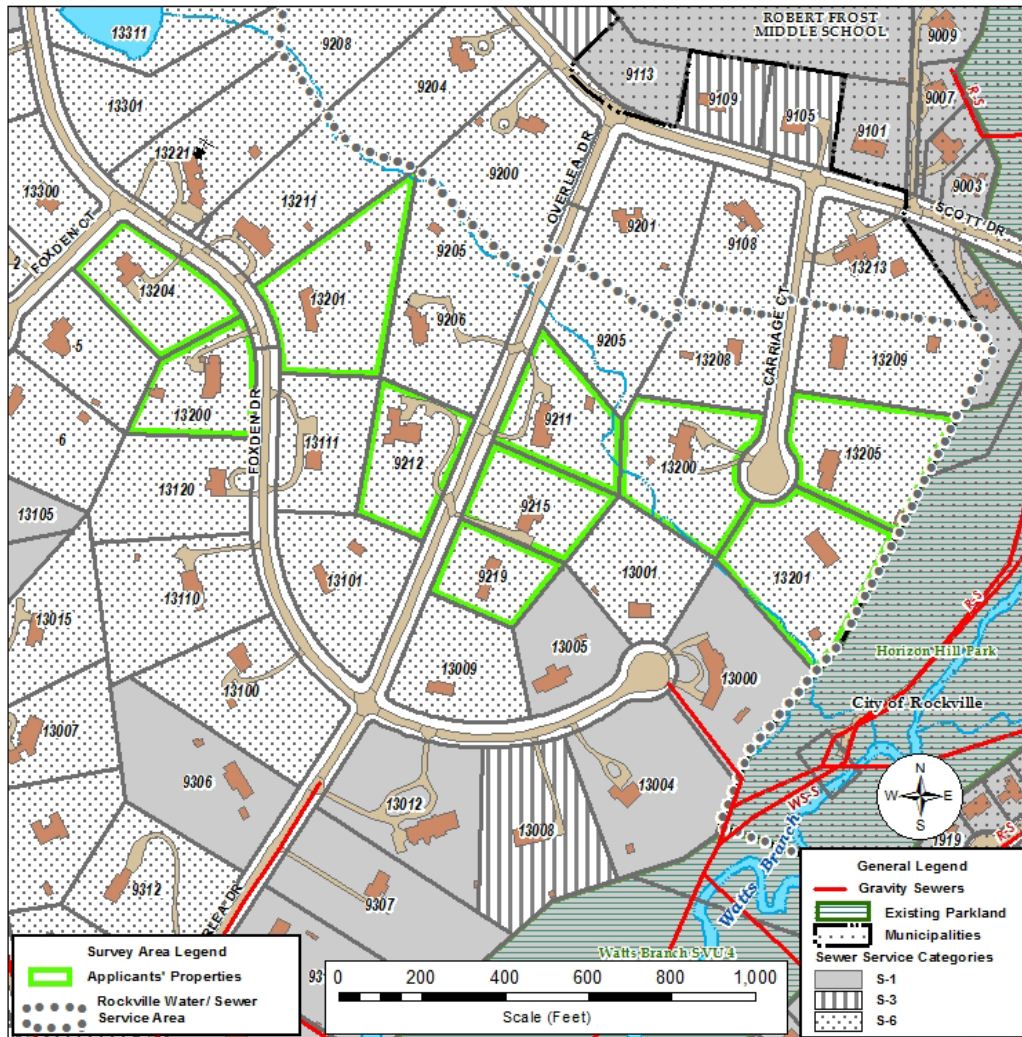 13311
9208
ROBERT FROST
MIDDLE SCHOOL
9009
9204
9113
9007
R-S
13301
9109
9105
9101
13221
OVERLEA DR
9003
13300
9200
13211
SCOTT DR
FOXDEN CT
9201
9108
9205
13213
2
13204
13201
9206
9205
CARRIAGE CT
13208
13209
5
13200
FOXDEN DR
9211
6
13111
9212
13200
13205
13120
13105
9215
13201
R-S
13110
13101
9219
13001
13015
Horizon Hill Park
13005
13009
13000
13100
City of Rockville
13007
N
W E
S
9306
13012
13004
WS-S
13008
1919
R-S
9312
9307
Watts Branch
ERLEA DR
Watts Branch SVU 4
93
General Legend
Gravity Sewers
Existing Parkland
Municipalities
Sewer Service Categories
S-1
S-3
S-6
Survey Area Legend
Applicants' Properties
Rockville Water/ Sewer
Service Area
0 200 400 600 800 1,000
Scale (Feet)